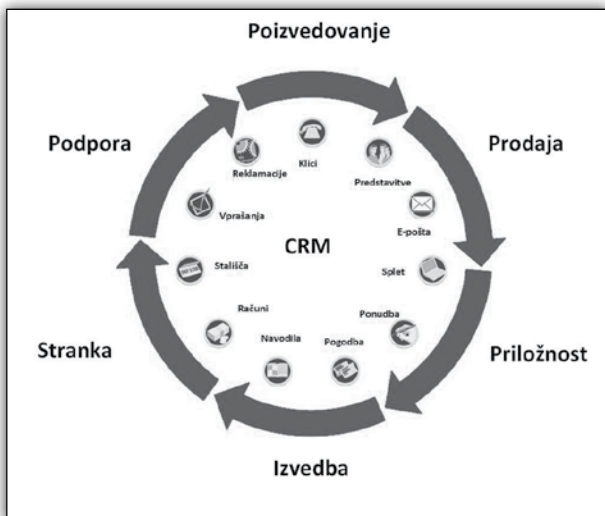 Poizvedovanje
Podpora
Prodaja
Klici
Reklamacije
Predstavitve
Vprašanja
E-pošta
CRM
Stališča
Splet
Računi
Ponudba
Navodila
Pogodba
Stranka
Priložnost
Izvedba